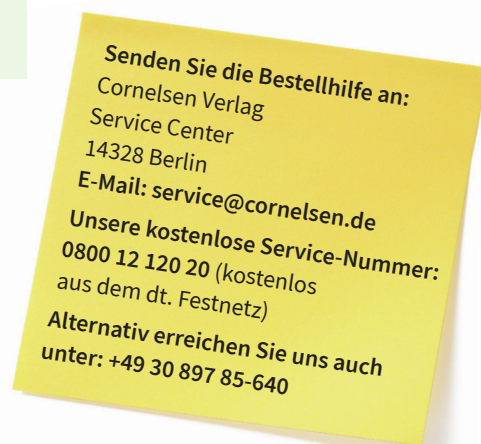 Senden Sie die Bestellhilfe an:
Cornelsen Verlag
Service Center
14328 Berlin
E-Mail: service@cornelsen.de
Unsere kostenlose Service-Nummer:
0800 12 120 20 (kostenlos
aus dem dt. Festnetz)
Alternativ erreichen Sie uns auch
unter: +49 30 897 85-640